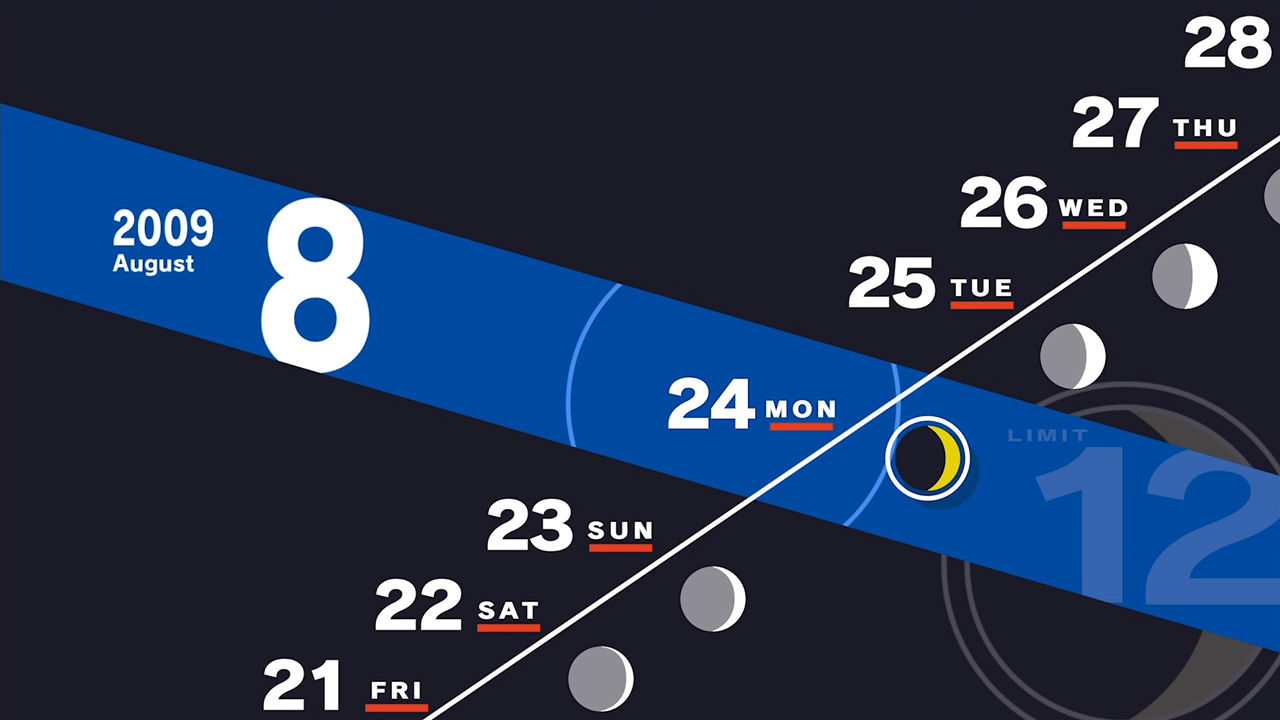 28
27 THU
26 WED
2009
August
8
25 TUE
24 MON
LIMIT
12
23 SUN
22 SAT
21 FRI